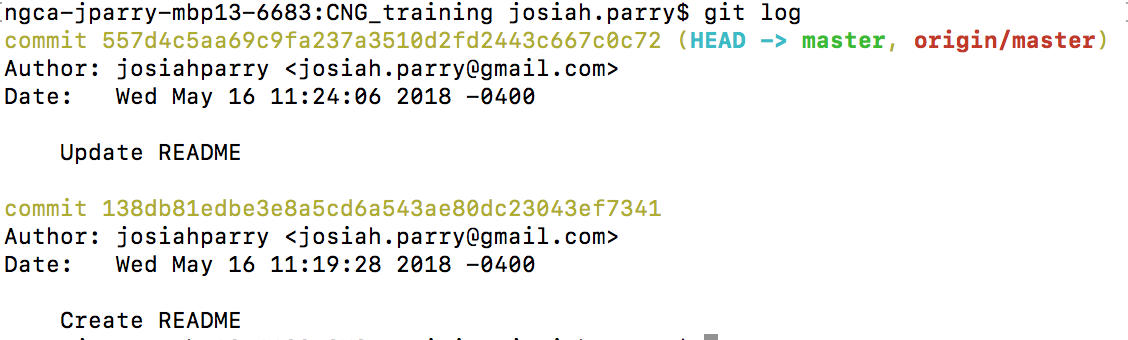 ngca-jparry-mbp13-6683:CNG_training josiah.parry$ git log
commit 557d4c5aa69c9fa237a3510d2fd2443c667c0c72 (HEAD -> master, origin/master)
Author: josiahparry <josiah.parry@gmail.com>
Date:   Wed May 16 11:24:06 2018 -0400
Update README
commit 138db81edbe3e8a5cd6a543ae80dc23043ef7341
Author: josiahparry <josiah.parry@gmail.com>
Date:   Wed May 16 11:19:28 2018 -0400
Create README